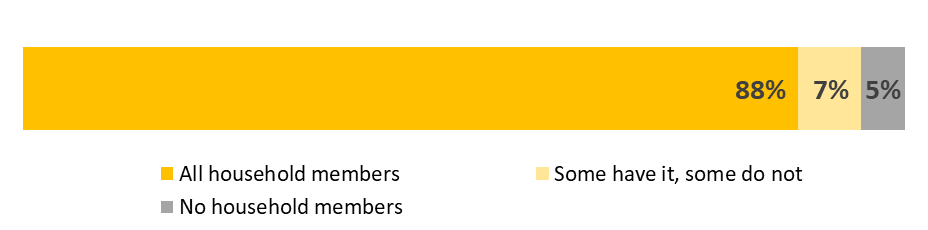 88% 7% 5%
All household members Some have it, some do not
No household members